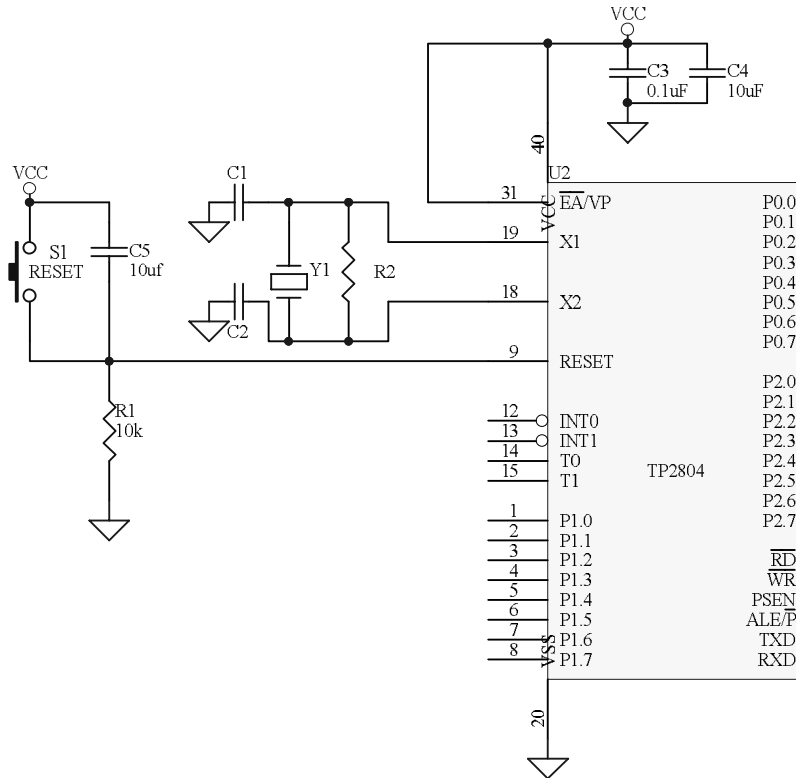 VCC
C3
0.1uF
C4
10uF
40
U2
VCC
31
EA/VP
P0.0
P0.1
19
X1
P0.2
P0.3
P0.4
18
X2
P0.5
P0.6
P0.7
9
RESET
P2.0
P2.1
12
INT0
P2.2
13
INT1
P2.3
14
T0
P2.4
TP2804
15
T1
P2.5
P2.6
1
P1.0
P2.7
2
P1.1
3
P1.2
RD
4
P1.3
WR
5
P1.4
PSEN
6
P1.5
ALE/P
7
P1.6
TXD
8
P1.7
RXD
VSS
20
VCC
S1
RESET
C5
10uf
C1
Y1
R2
C2
R1
10k